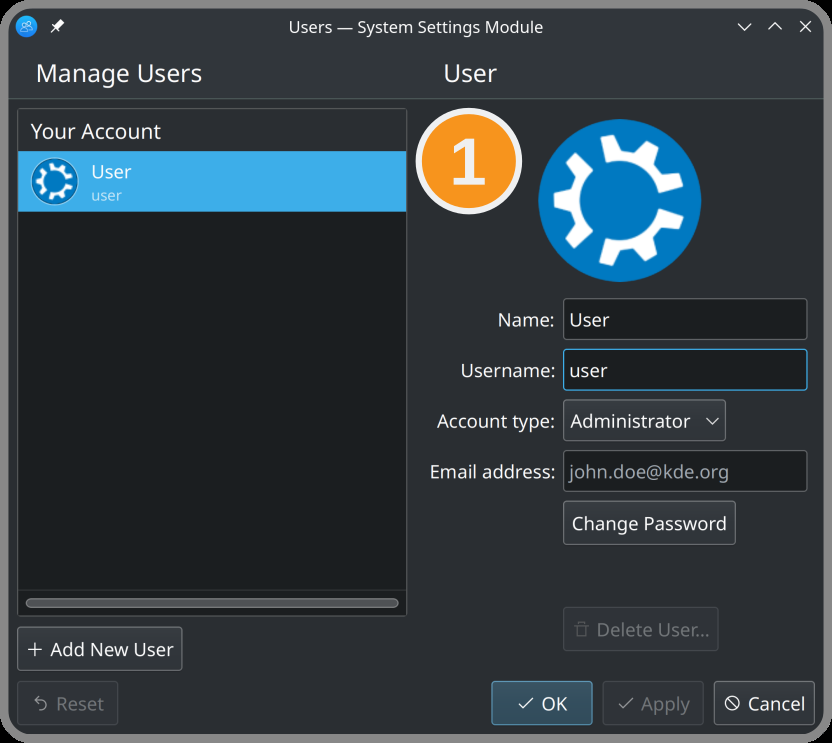 Users — System Settings Module
Manage Users
User
Your Account
User
user
1
Name: User
Username: user
Account type: Administrator
Email address: john.doe@kde.org
Change Password
Delete User...
Add New User
Reset
OK
Apply
Cancel